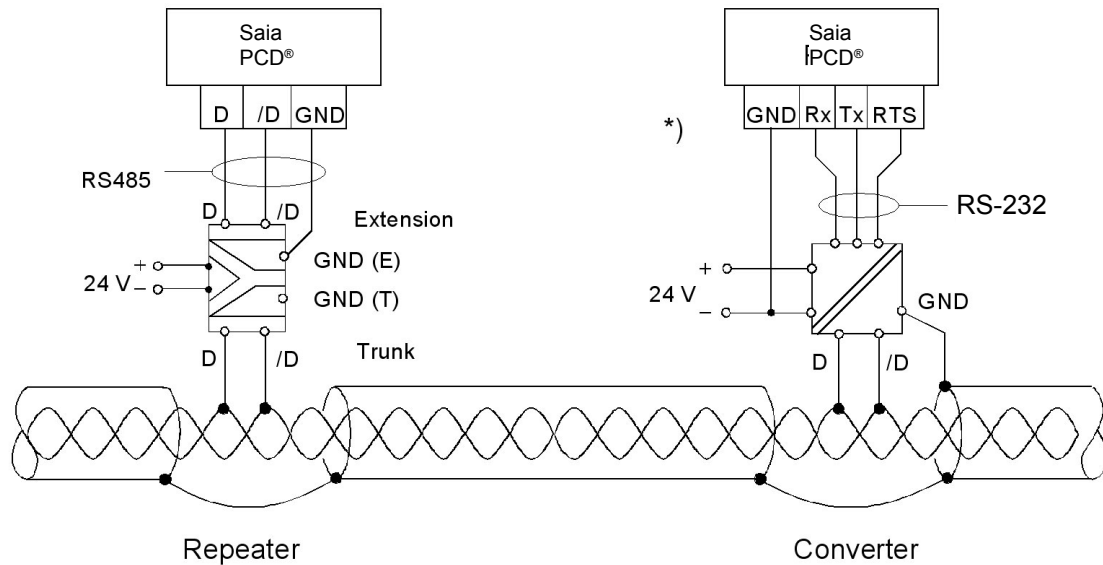 Saia
PCD®
D /D GND
RS485
D /D
Extension
+
24 V
–
GND (E)
GND (T)
D /D
Trunk
Repeater
Saia
PCD®
*)
GND Rx Tx RTS
RS-232
+
24 V
–
GND
D /D
Converter